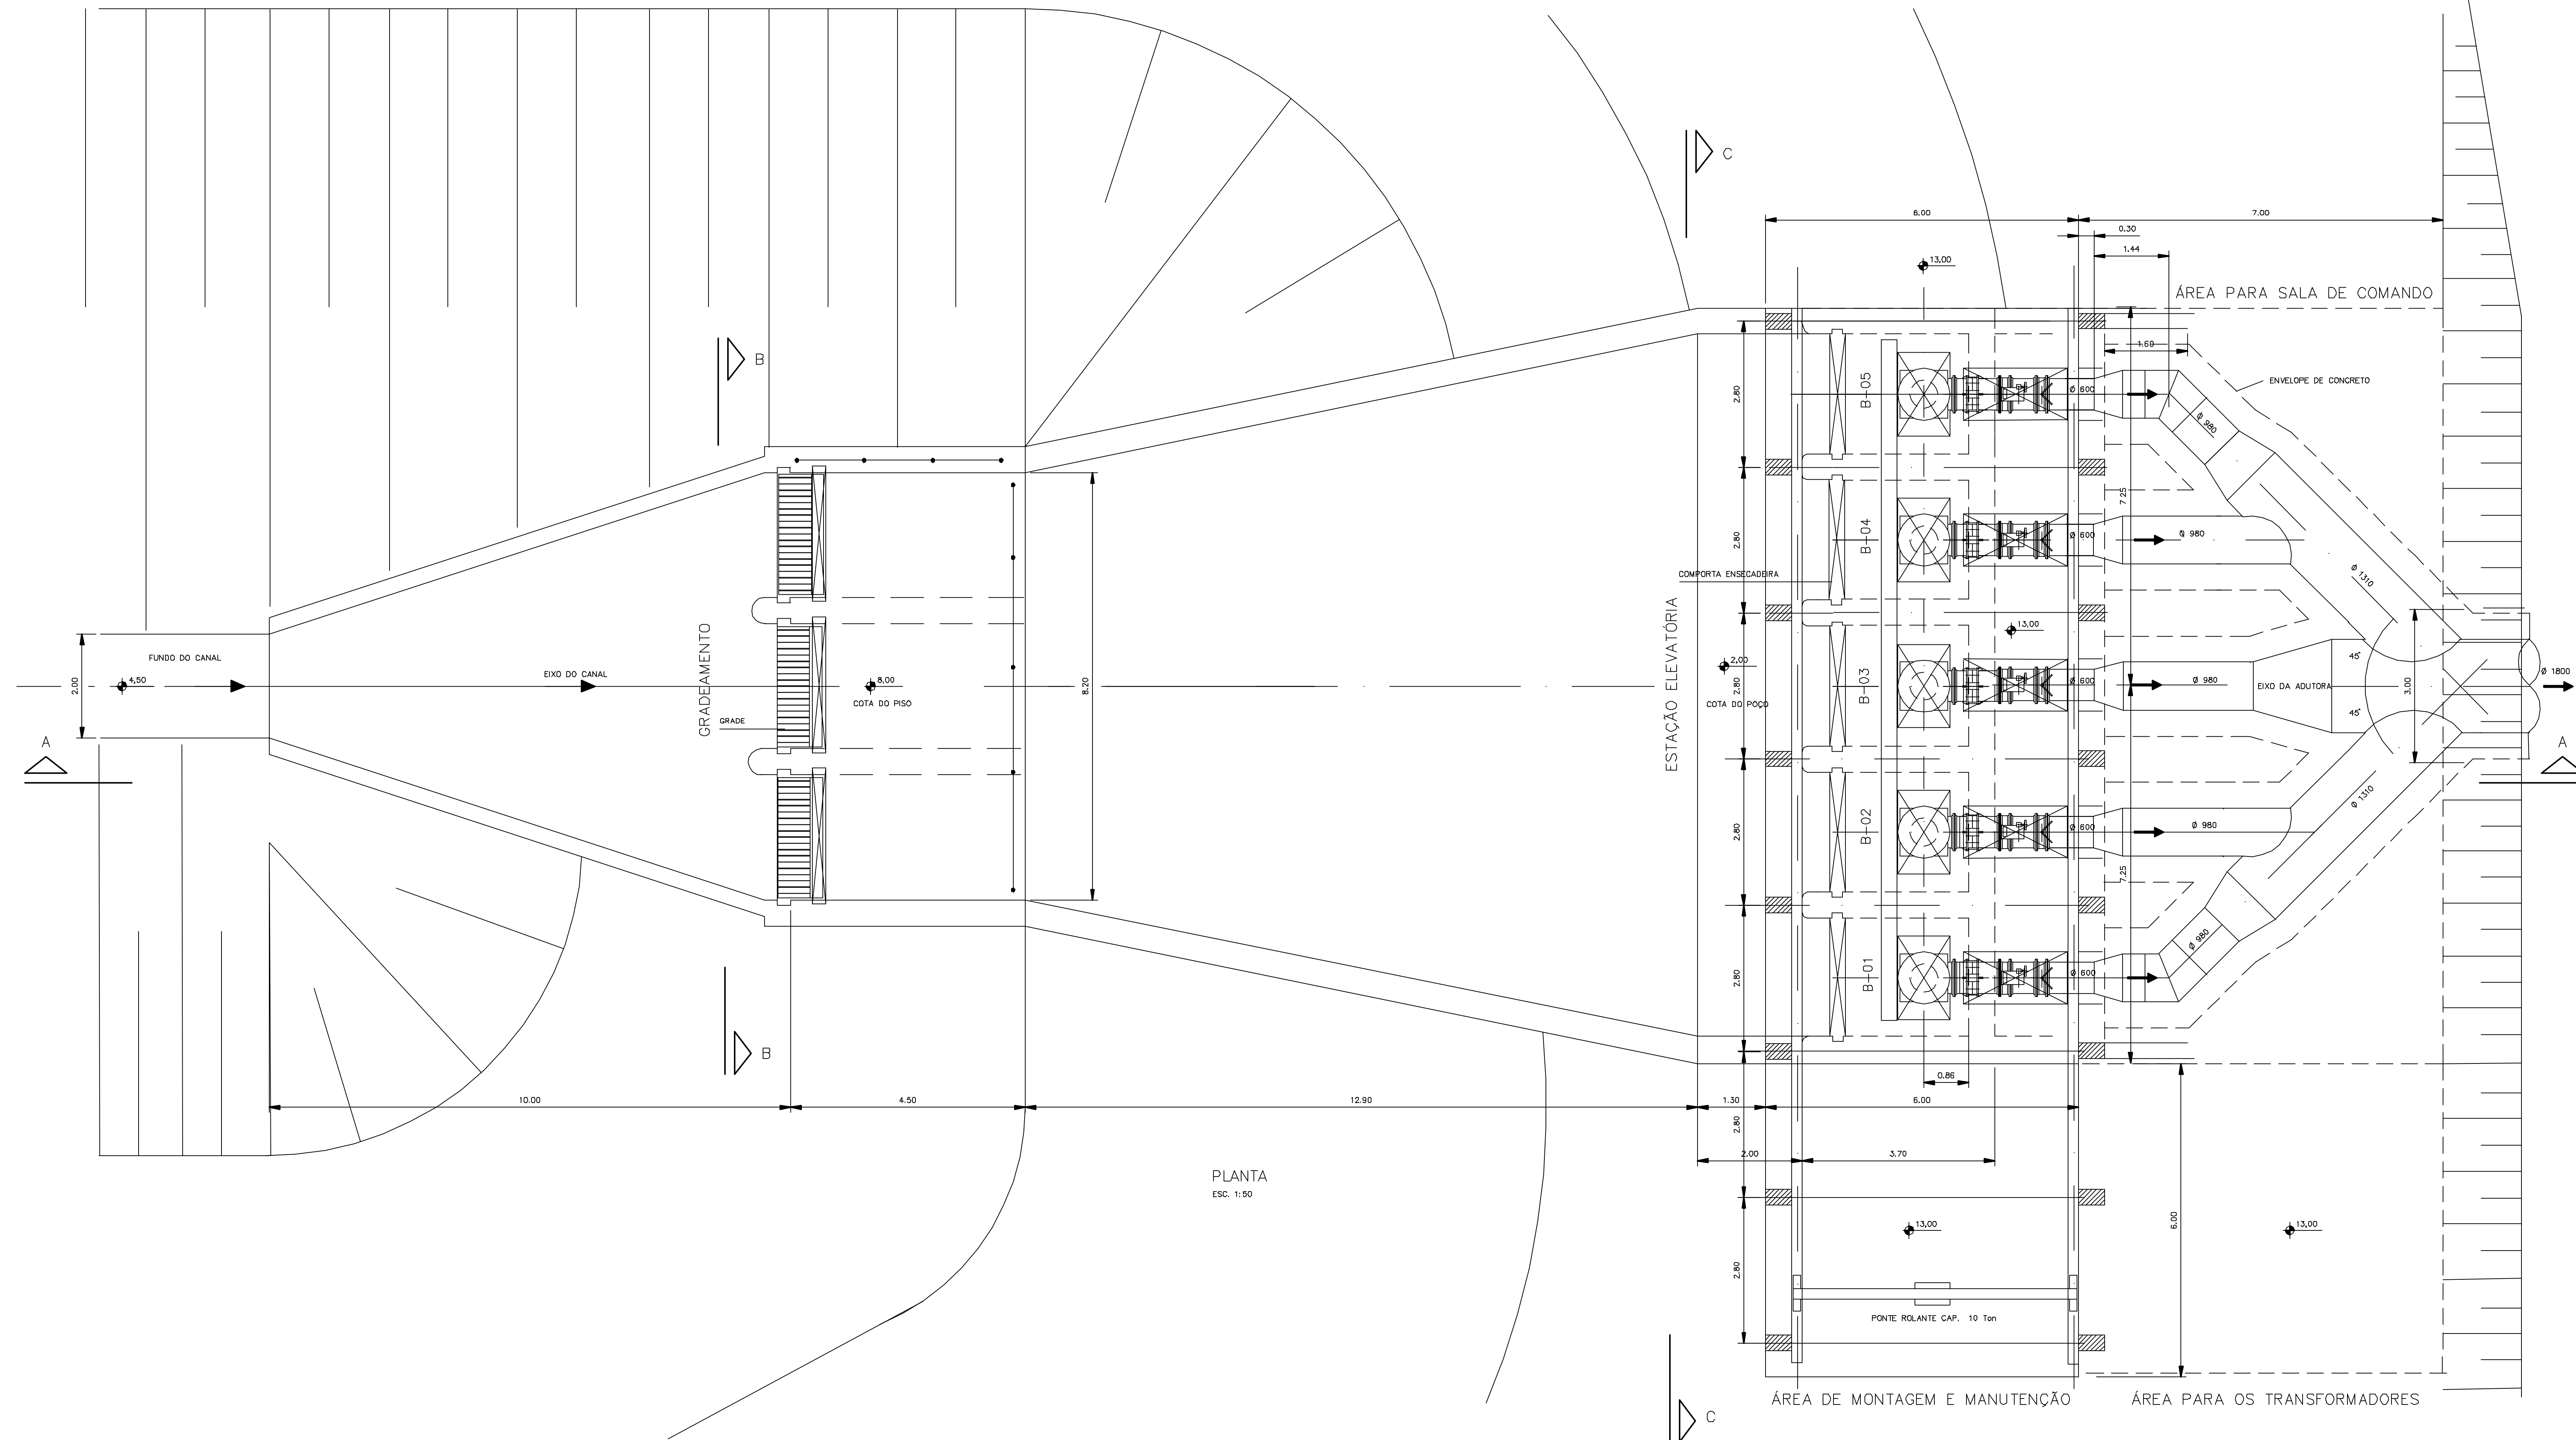 C
6.00
7.00
0.30
1.44
13,00
ÁREA PARA SALA DE COMANDO
1.60
B
ENVELOPE DE CONCRETO
2.80
B-05
Ø 600
Ø 980
7.25
2.80
B-04
Ø 600
Ø 980
COMPORTA ENSECADEIRA
Ø 1310
ESTAÇÃO ELEVATÓRIA
13,00
GRADEAMENTO
FUNDO DO CANAL
2.00
4,50
EIXO DO CANAL
8,00
COTA DO PISO
GRADE
8.20
2,00
COTA DO POÇO
2.80
B-03
Ø 600
Ø 980
EIXO DA ADUTORA
45°
45°
3.00
Ø 1800
A
A
2.80
B-02
Ø 600
Ø 980
Ø 1310
7.25
2.80
B-01
Ø 600
Ø 980
B
0.86
10.00
4.50
12.90
1.30
6.00
2.80
2.00
3.70
PLANTA
ESC. 1:50
13,00
6.00
13,00
2.80
PONTE ROLANTE CAP. 10 Ton
ÁREA DE MONTAGEM E MANUTENÇÃO
ÁREA PARA OS TRANSFORMADORES
C